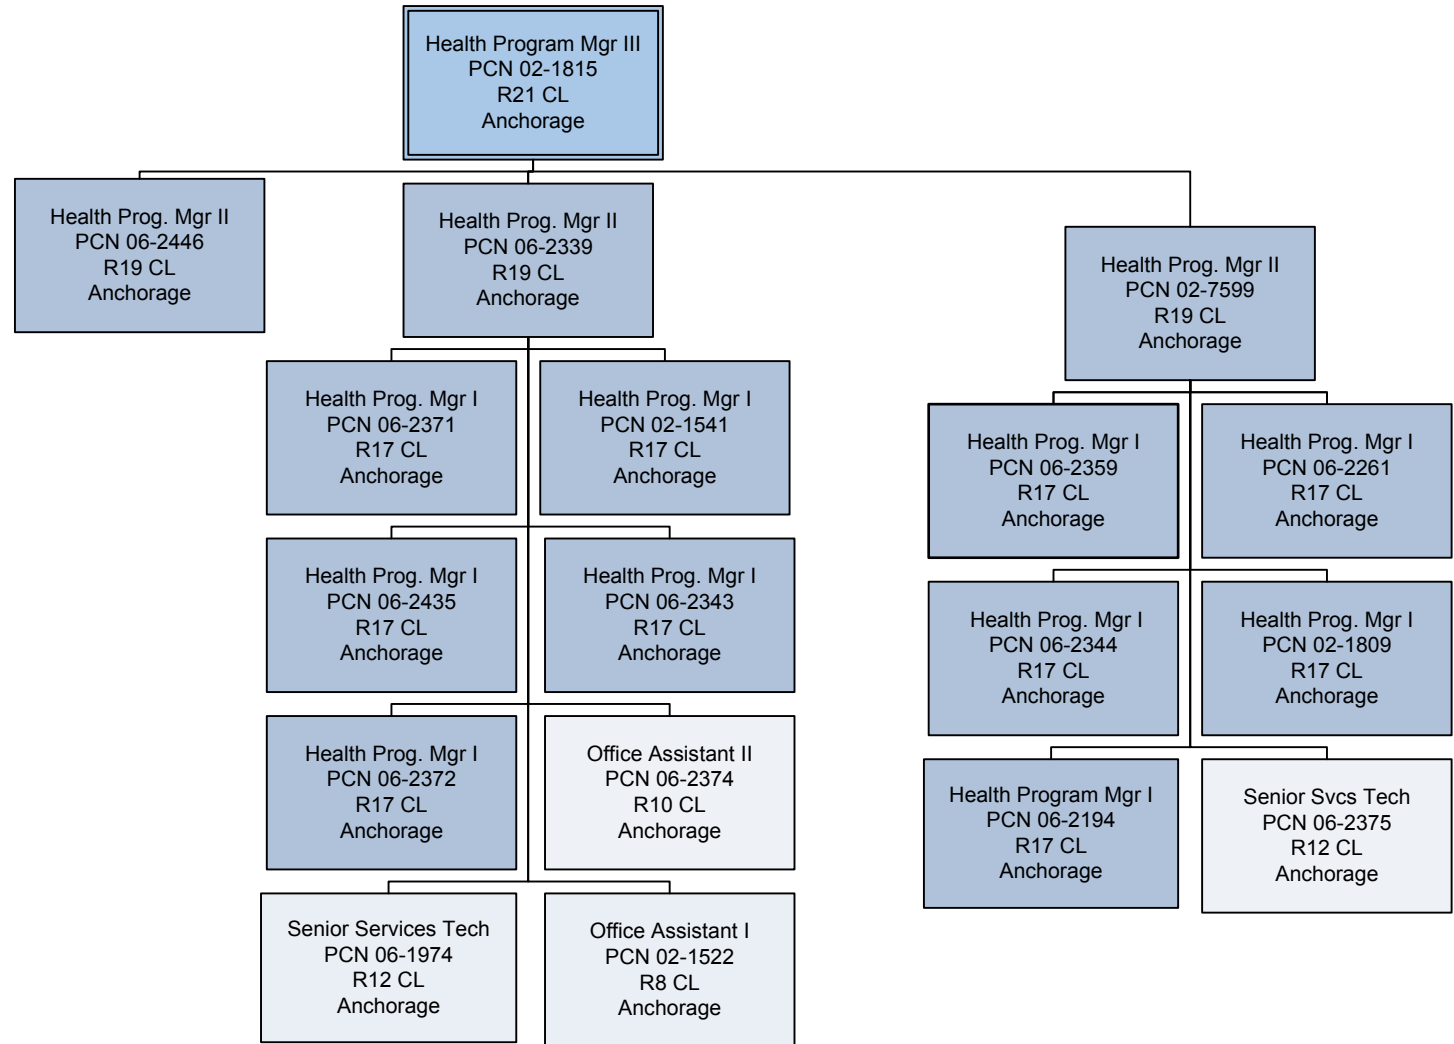 Health Program Mgr III
PCN 02-1815
R21 CL
Anchorage
Health Prog. Mgr II
PCN 06-2446
R19 CL
Anchorage
Health Prog. Mgr II
PCN 06-2339
R19 CL
Anchorage
Health Prog. Mgr II
PCN 02-7599
R19 CL
Anchorage
Health Prog. Mgr I
PCN 06-2371
R17 CL
Anchorage
Health Prog. Mgr I
PCN 02-1541
R17 CL
Anchorage
Health Prog. Mgr I
PCN 06-2359
R17 CL
Anchorage
Health Prog. Mgr I
PCN 06-2261
R17 CL
Anchorage
Health Prog. Mgr I
PCN 06-2435
R17 CL
Anchorage
Health Prog. Mgr I
PCN 06-2343
R17 CL
Anchorage
Health Prog. Mgr I
PCN 06-2344
R17 CL
Anchorage
Health Prog. Mgr I
PCN 02-1809
R17 CL
Anchorage
Health Prog. Mgr I
PCN 06-2372
R17 CL
Anchorage
Office Assistant II
PCN 06-2374
R10 CL
Anchorage
Health Program Mgr I
PCN 06-2194
R17 CL
Anchorage
Senior Svcs Tech
PCN 06-2375
R12 CL
Anchorage
Senior Services Tech
PCN 06-1974
R12 CL
Anchorage
Office Assistant I
PCN 02-1522
R8 CL
Anchorage